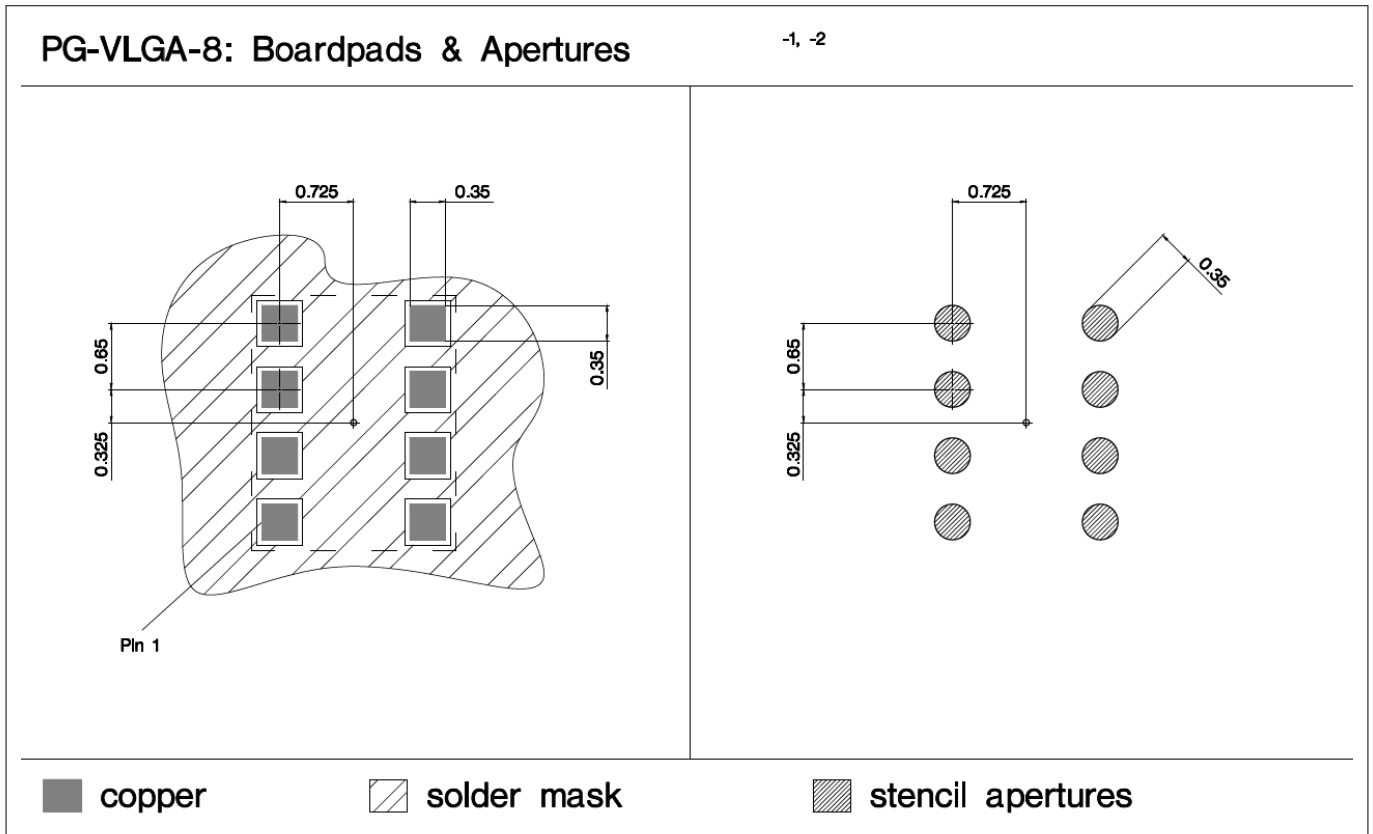 PG-VLGA-8: Boardpads & Apertures
-1, -2
0.725
0.35
0.65
0.325
0.35
Pin 1
0.725
0.35
0.65
0.325
copper
solder mask
stencil apertures